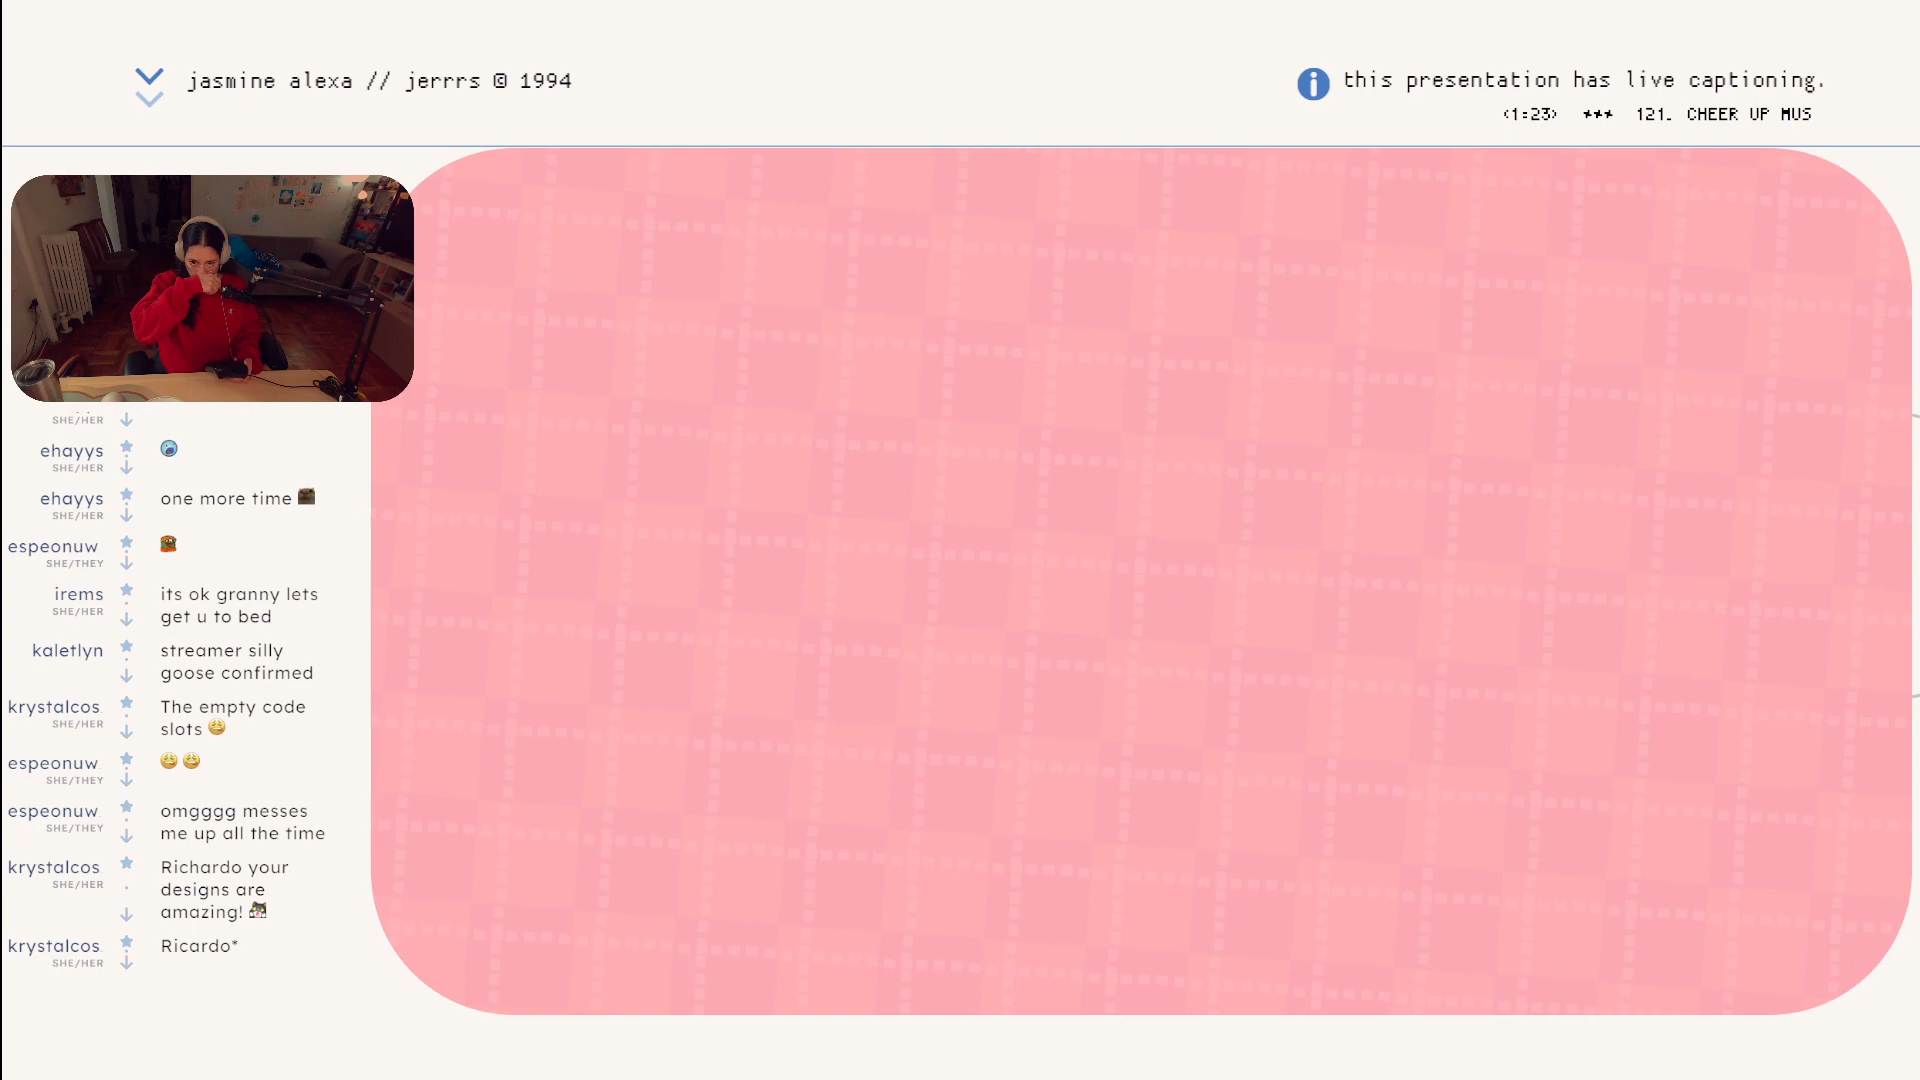 jasmine alexa // jerrrs © 1994
this presentation has live captioning.
(1:23) *** 121. CHEER UP MUS
SHE/HER
ehayys
SHE/HER
ehayys
one more time
SHE/HER
espeonuw
SHE/THEY
irems
its ok granny lets
SHE/HER
get u to bed
kaletlyn
streamer silly
goose confirmed
krystalcos
The empty code
SHE/HER
slots
espeonuw
SHE/THEY
espeonuw
omgggg messes
SHE/THEY
me up all the time
krystalcos
Richardo your
SHE/HER
designs are
amazing!
krystalcos
Ricardo*
SHE/HER